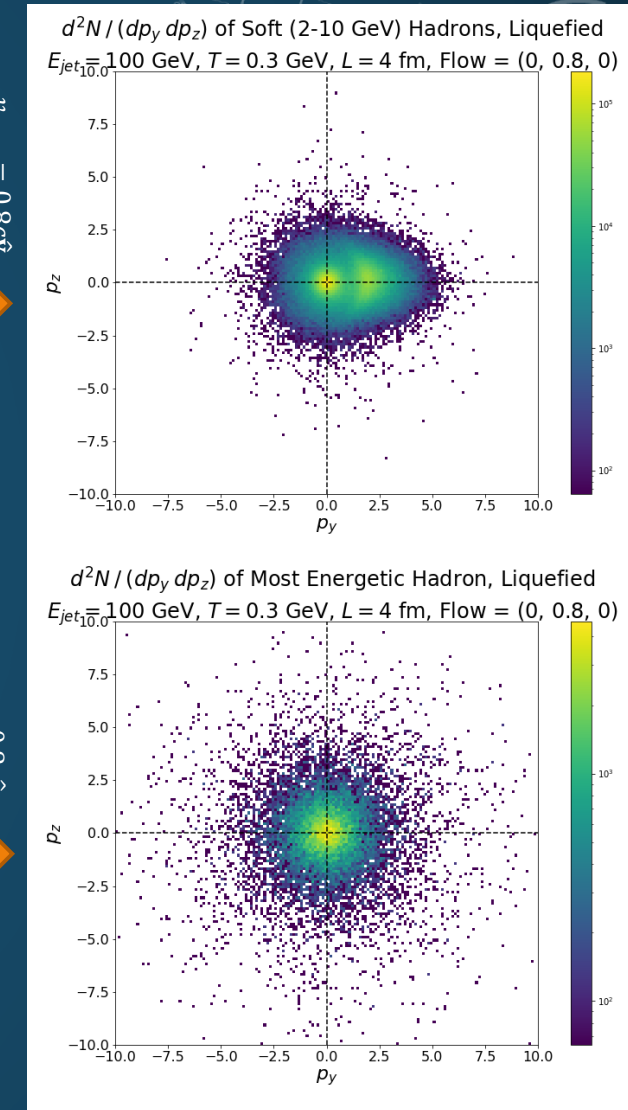 d²N / (dp_y dp_z) of Soft (2-10 GeV) Hadrons, Liquefied
E_jet = 100 GeV, T = 0.3 GeV, L = 4 fm, Flow = (0, 0.8, 0)
10.0
7.5
5.0
2.5
0.0
−2.5
−5.0
−7.5
−10.0
p_z
−10.0 −7.5 −5.0 −2.5 0.0 2.5 5.0 7.5 10.0
p_y
10⁵
10⁴
10³
10²
d²N / (dp_y dp_z) of Most Energetic Hadron, Liquefied
E_jet = 100 GeV, T = 0.3 GeV, L = 4 fm, Flow = (0, 0.8, 0)
10.0
7.5
5.0
2.5
0.0
−2.5
−5.0
−7.5
−10.0
p_z
−10.0 −7.5 −5.0 −2.5 0.0 2.5 5.0 7.5 10.0
p_y
10³
10²